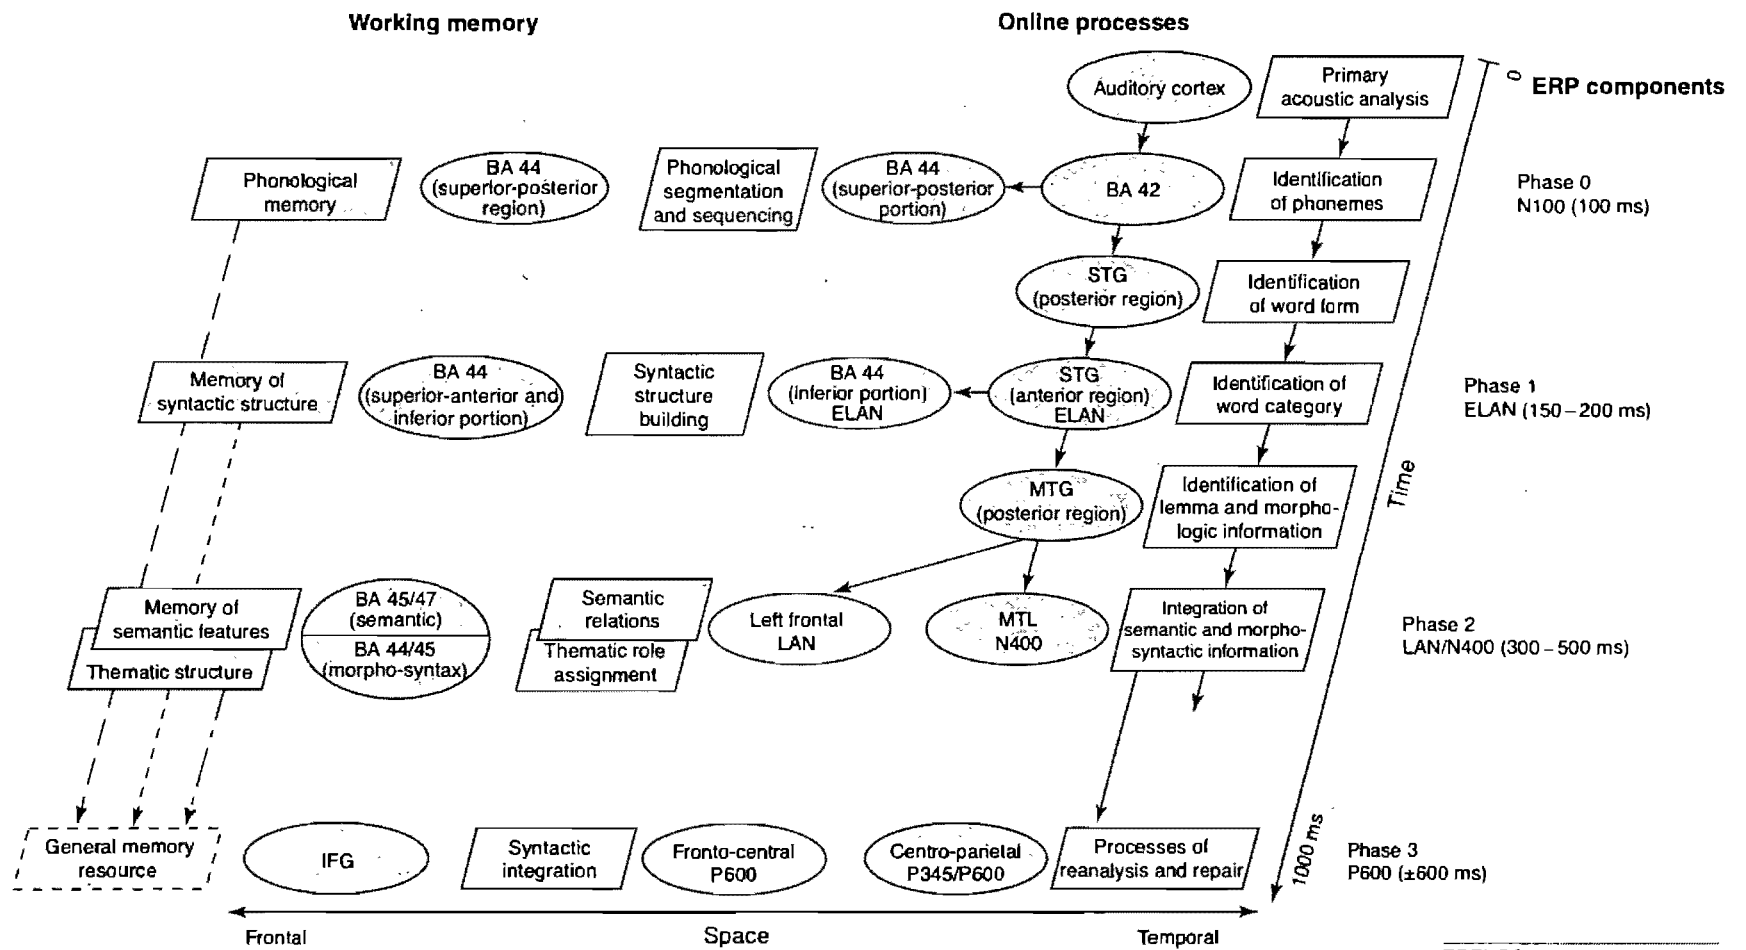 Working memory
Online processes
ERP components
Auditory cortex
Primary
acoustic analysis
0
Phonological
memory
BA 44
(superior-posterior
region)
Phonological
segmentation
and sequencing
BA 44
(superior-posterior
portion)
BA 42
Identification
of phonemes
Phase 0
N100 (100 ms)
STG
(posterior region)
Identification
of word form
Memory of
syntactic structure
BA 44
(superior-anterior and
inferior portion)
Syntactic
structure
building
BA 44
(inferior portion)
ELAN
STG
(anterior region)
ELAN
Identification of
word category
Phase 1
ELAN (150–200 ms)
Time
MTG
(posterior region)
Identification of
lemma and morpho-
logic information
Memory of
semantic features
Thematic structure
BA 45/47
(semantic)
BA 44/45
(morpho-syntax)
Semantic
relations
Thematic role
assignment
Left frontal
LAN
MTL
N400
Integration of
semantic and morpho-
syntactic information
Phase 2
LAN/N400 (300–500 ms)
General memory
resource
IFG
Syntactic
integration
Fronto-central
P600
Centro-parietal
P345/P600
Processes of
reanalysis and repair
1000 ms
Phase 3
P600 (±600 ms)
Frontal
Space
Temporal